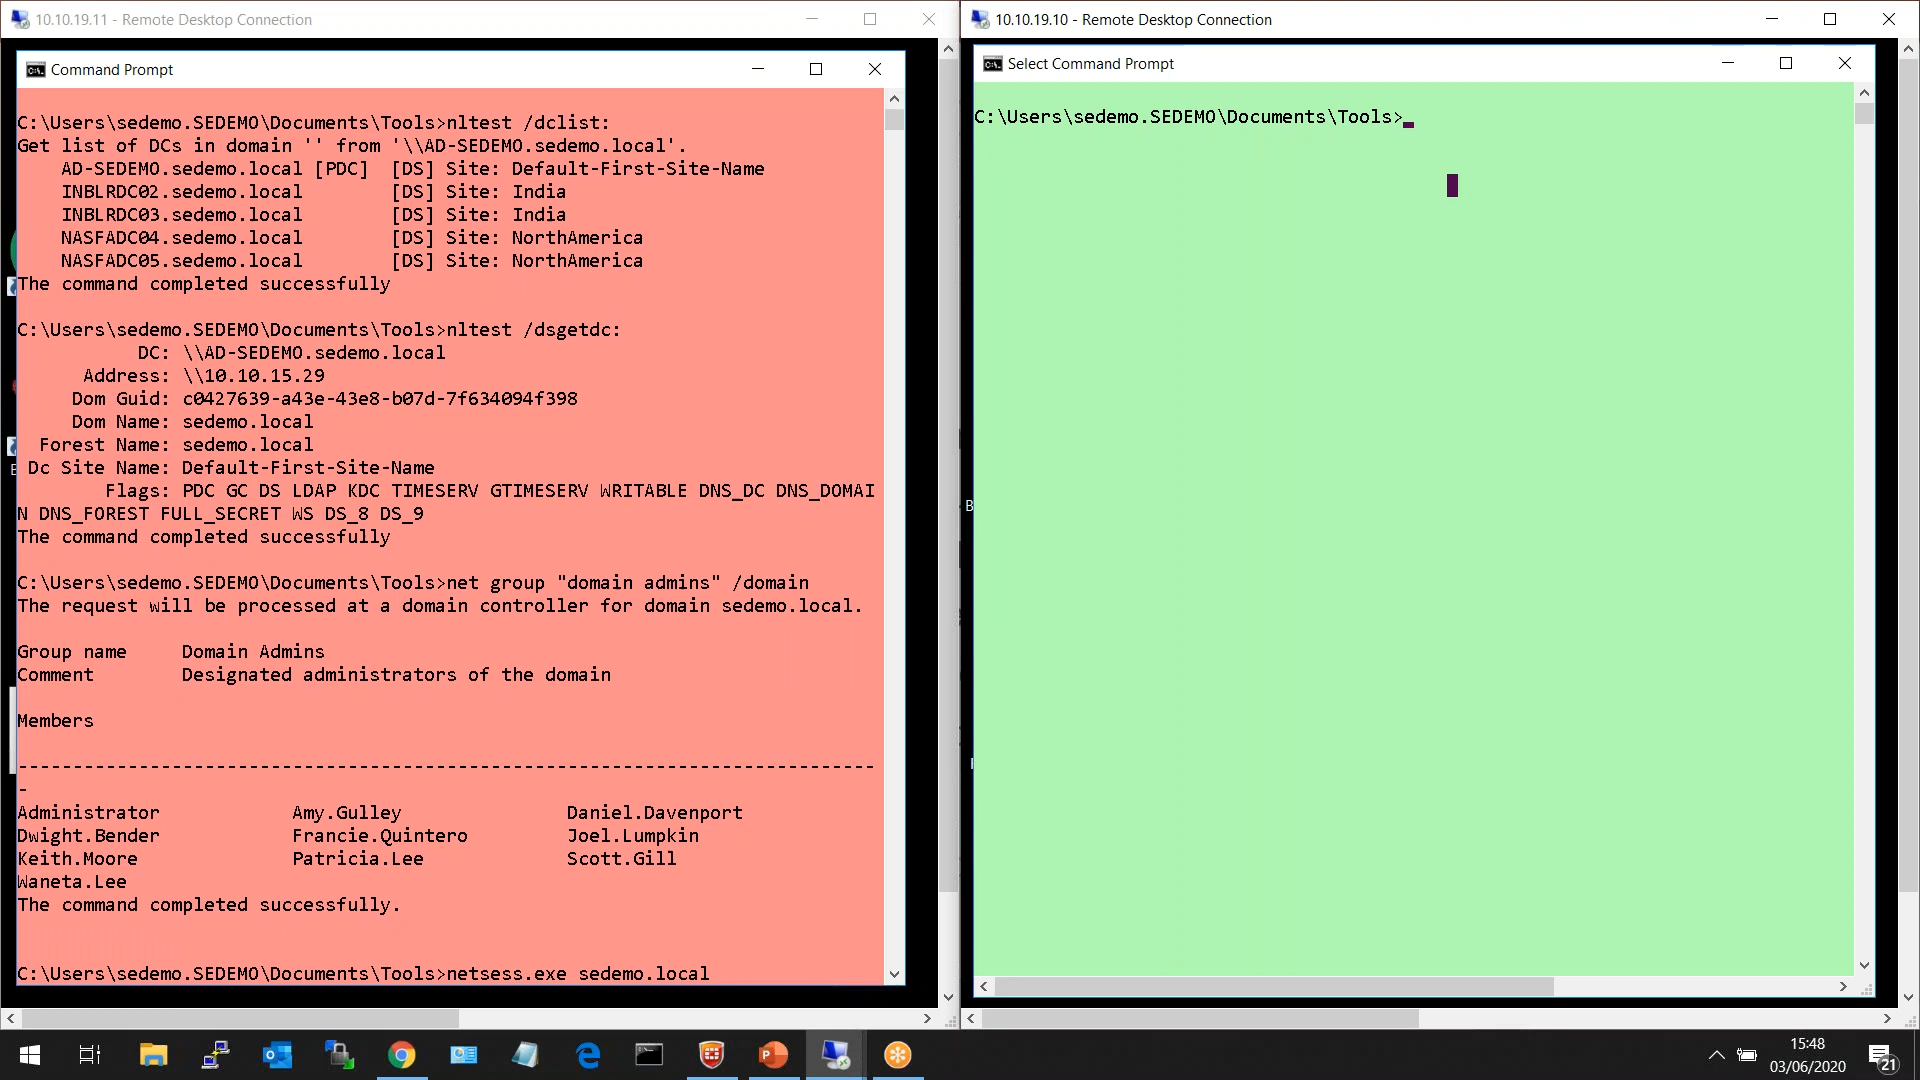 10.10.19.11 - Remote Desktop Connection
Command Prompt
C:\Users\sedemo.SEDEMO\Documents\Tools>nltest /dclist:
Get list of DCs in domain '' from '\\AD-SEDEMO.sedemo.local'.
AD-SEDEMO.sedemo.local [PDC]  [DS] Site: Default-First-Site-Name
INBLRDC02.sedemo.local        [DS] Site: India
INBLRDC03.sedemo.local        [DS] Site: India
NASFADC04.sedemo.local        [DS] Site: NorthAmerica
NASFADC05.sedemo.local        [DS] Site: NorthAmerica
The command completed successfully
C:\Users\sedemo.SEDEMO\Documents\Tools>nltest /dsgetdc:
DC: \\AD-SEDEMO.sedemo.local
Address: \\10.10.15.29
Dom Guid: c0427639-a43e-43e8-b07d-7f634094f398
Dom Name: sedemo.local
Forest Name: sedemo.local
Dc Site Name: Default-First-Site-Name
Flags: PDC GC DS LDAP KDC TIMESERV GTIMESERV WRITABLE DNS_DC DNS_DOMAI
N DNS_FOREST FULL_SECRET WS DS_8 DS_9
The command completed successfully
C:\Users\sedemo.SEDEMO\Documents\Tools>net group "domain admins" /domain
The request will be processed at a domain controller for domain sedemo.local.
Group name     Domain Admins
Comment        Designated administrators of the domain
Members
-------------------------------------------------------------------------------
Administrator            Amy.Gulley               Daniel.Davenport
Dwight.Bender            Francie.Quintero         Joel.Lumpkin
Keith.Moore              Patricia.Lee             Scott.Gill
Waneta.Lee
The command completed successfully.
C:\Users\sedemo.SEDEMO\Documents\Tools>netsess.exe sedemo.local
10.10.19.10 - Remote Desktop Connection
Select Command Prompt
C:\Users\sedemo.SEDEMO\Documents\Tools>
B
15:48
03/06/2020
21